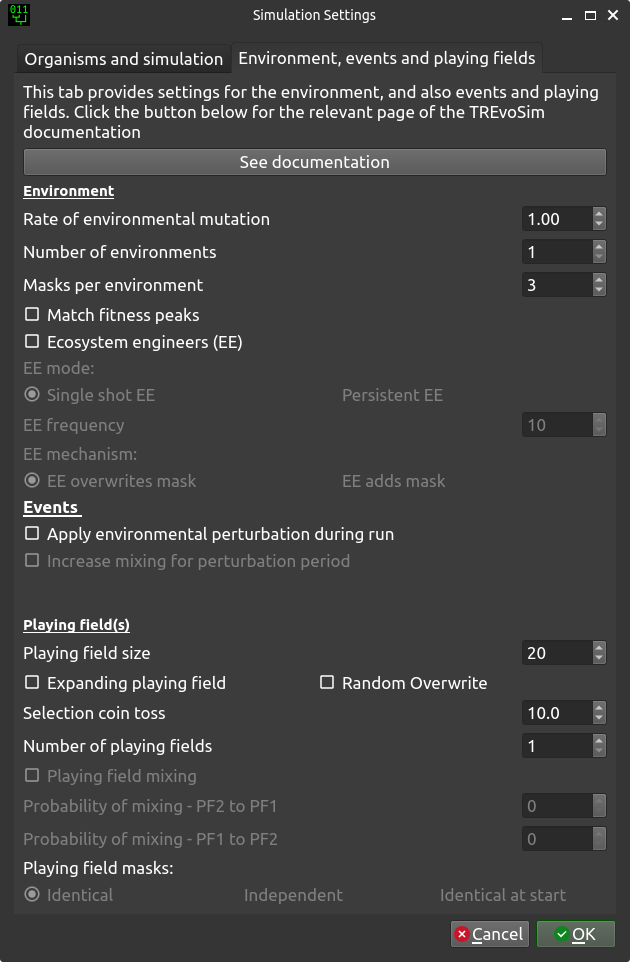 011
Simulation Settings
Organisms and simulation
Environment, events and playing fields
This tab provides settings for the environment, and also events and playing
fields. Click the button below for the relevant page of the TREvoSim
documentation
See documentation
Environment
Rate of environmental mutation 1.00
Number of environments 1
Masks per environment 3
Match fitness peaks
Ecosystem engineers (EE)
EE mode:
Single shot EE Persistent EE
EE frequency 10
EE mechanism:
EE overwrites mask EE adds mask
Events
Apply environmental perturbation during run
Increase mixing for perturbation period
Playing field(s)
Playing field size 20
Expanding playing field Random Overwrite
Selection coin toss 10.0
Number of playing fields 1
Playing field mixing
Probability of mixing - PF2 to PF1 0
Probability of mixing - PF1 to PF2 0
Playing field masks:
Identical Independent Identical at start
Cancel OK